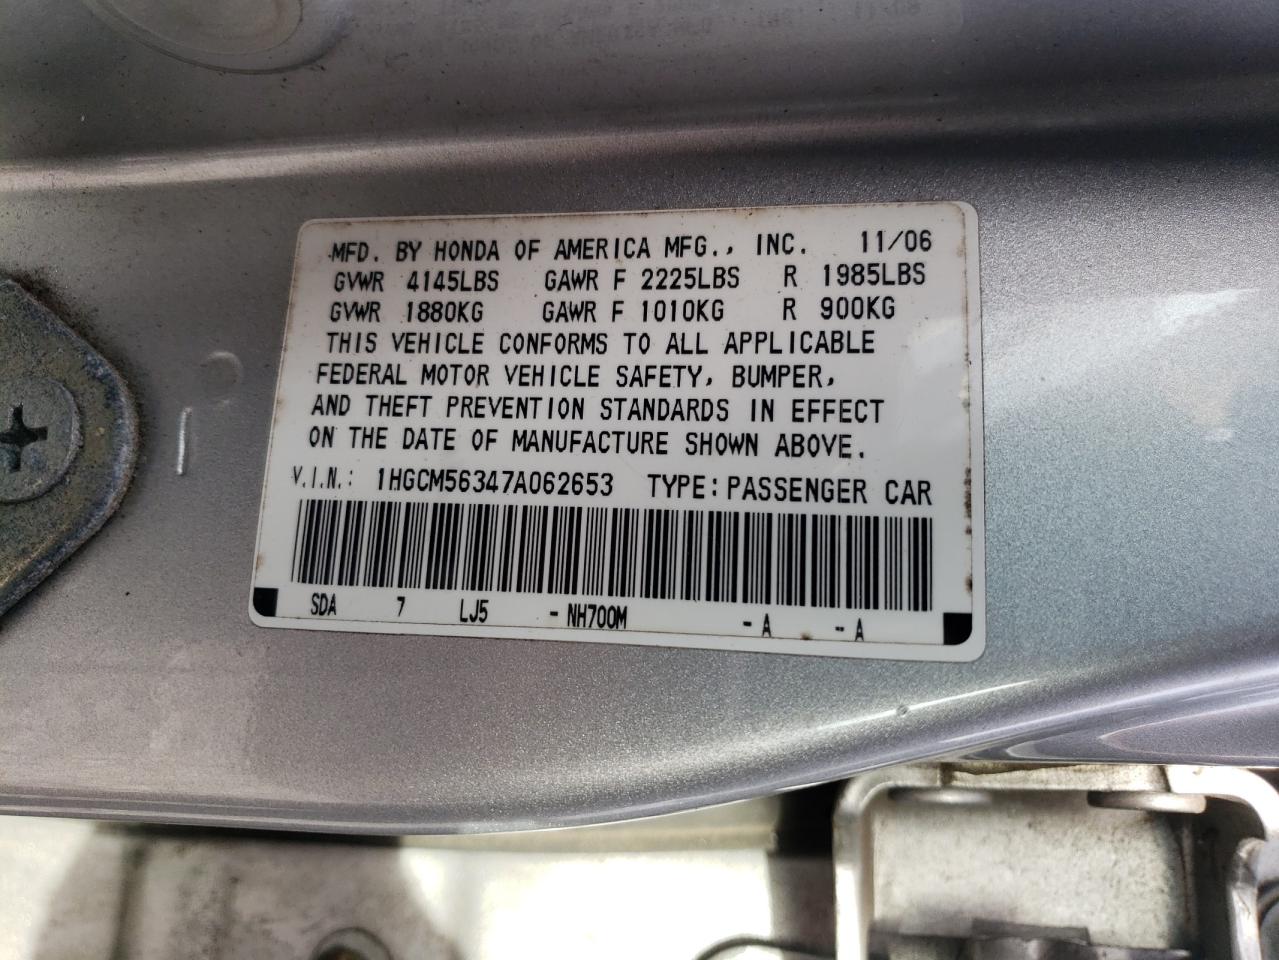 MFD. BY HONDA OF AMERICA MFG., INC. 11/06
GVWR 4145LBS GAWR F 2225LBS R 1985LBS
GVWR 1880KG GAWR F 1010KG R 900KG
THIS VEHICLE CONFORMS TO ALL APPLICABLE
FEDERAL MOTOR VEHICLE SAFETY, BUMPER,
AND THEFT PREVENTION STANDARDS IN EFFECT
ON THE DATE OF MANUFACTURE SHOWN ABOVE.
V.I.N.: 1HGCM56347A062653 TYPE:PASSENGER CAR
SDA 7 LJ5 - NH700M - A -- A